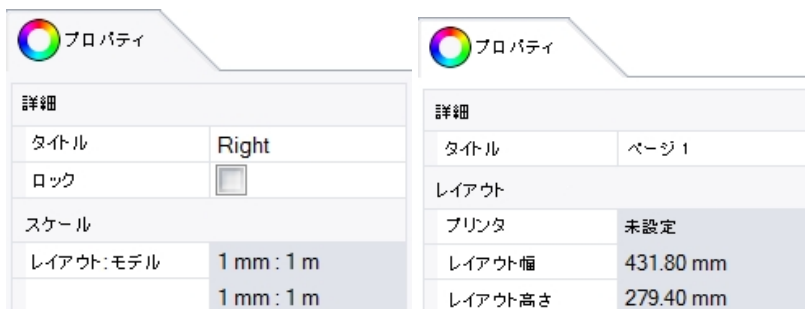 プロパティ
詳細
タイトル Right
ロック
スケール
レイアウト:モデル 1 mm : 1 m
1 mm : 1 m
プロパティ
詳細
タイトル ページ 1
レイアウト
プリンタ 未設定
レイアウト幅 431.80 mm
レイアウト高さ 279.40 mm